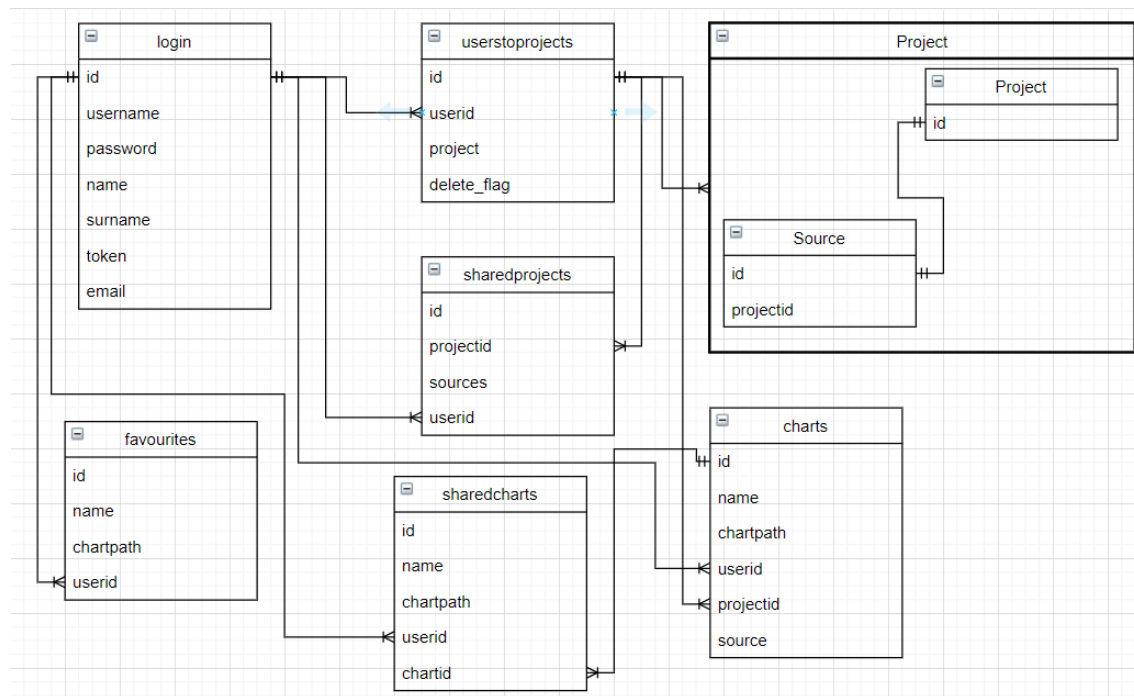 login
id
username
password
name
surname
token
email
userstoprojects
id
userid
project
delete_flag
Project
Project
id
Source
id
projectid
sharedprojects
id
projectid
sources
userid
favourites
id
name
chartpath
userid
sharedcharts
id
name
chartpath
userid
chartid
charts
id
name
chartpath
userid
projectid
source